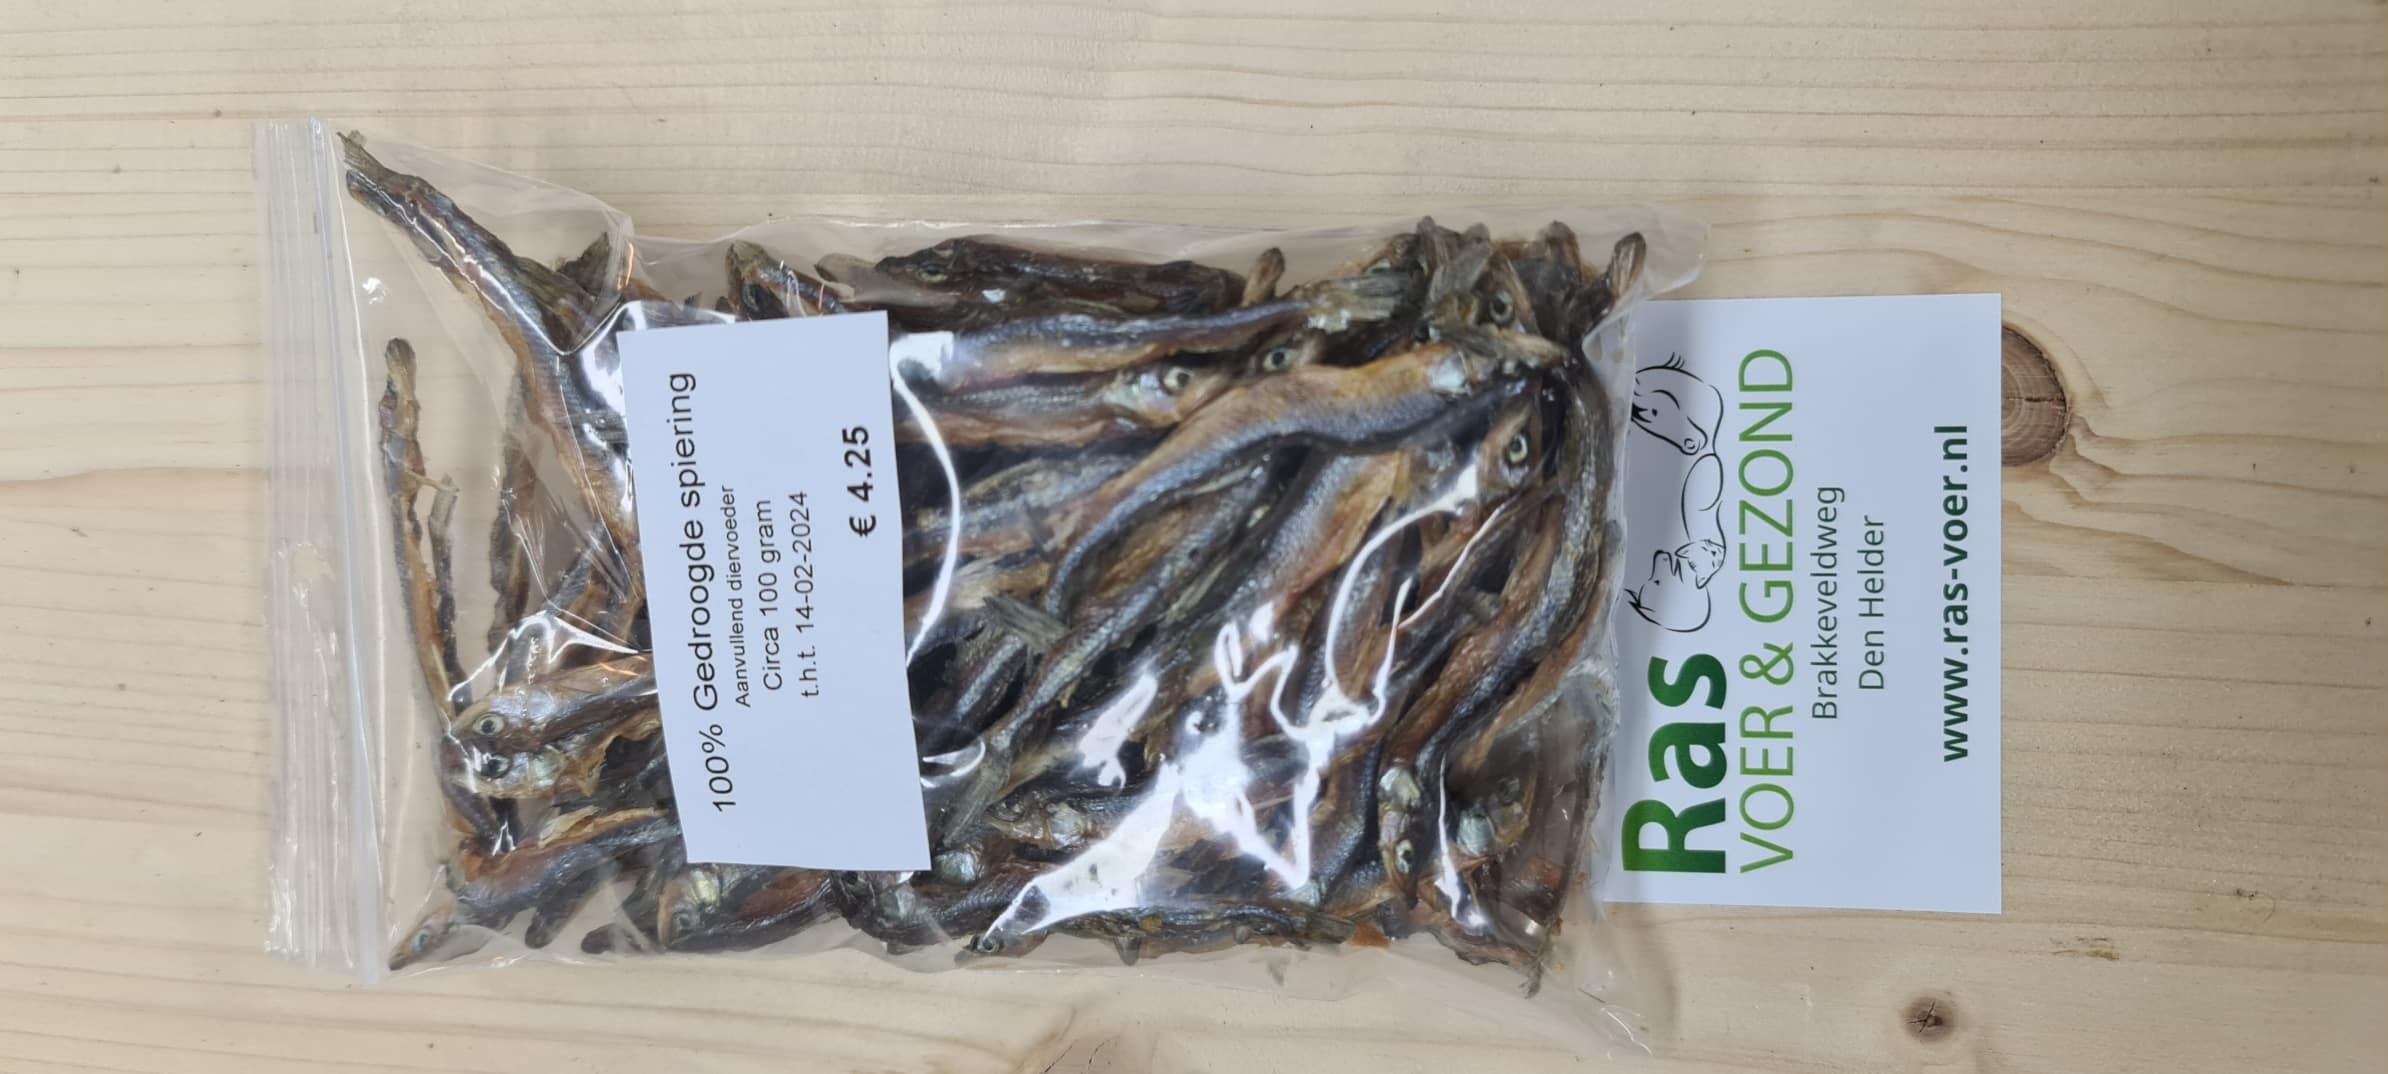 100% Gedroogde spiering
Aanvullend diervoeder
Circa 100 gram
t.h.t. 14-02-2024
€ 4.25
Ras
VOER & GEZOND
Brakkeveldweg
Den Helder
www.ras-voer.nl